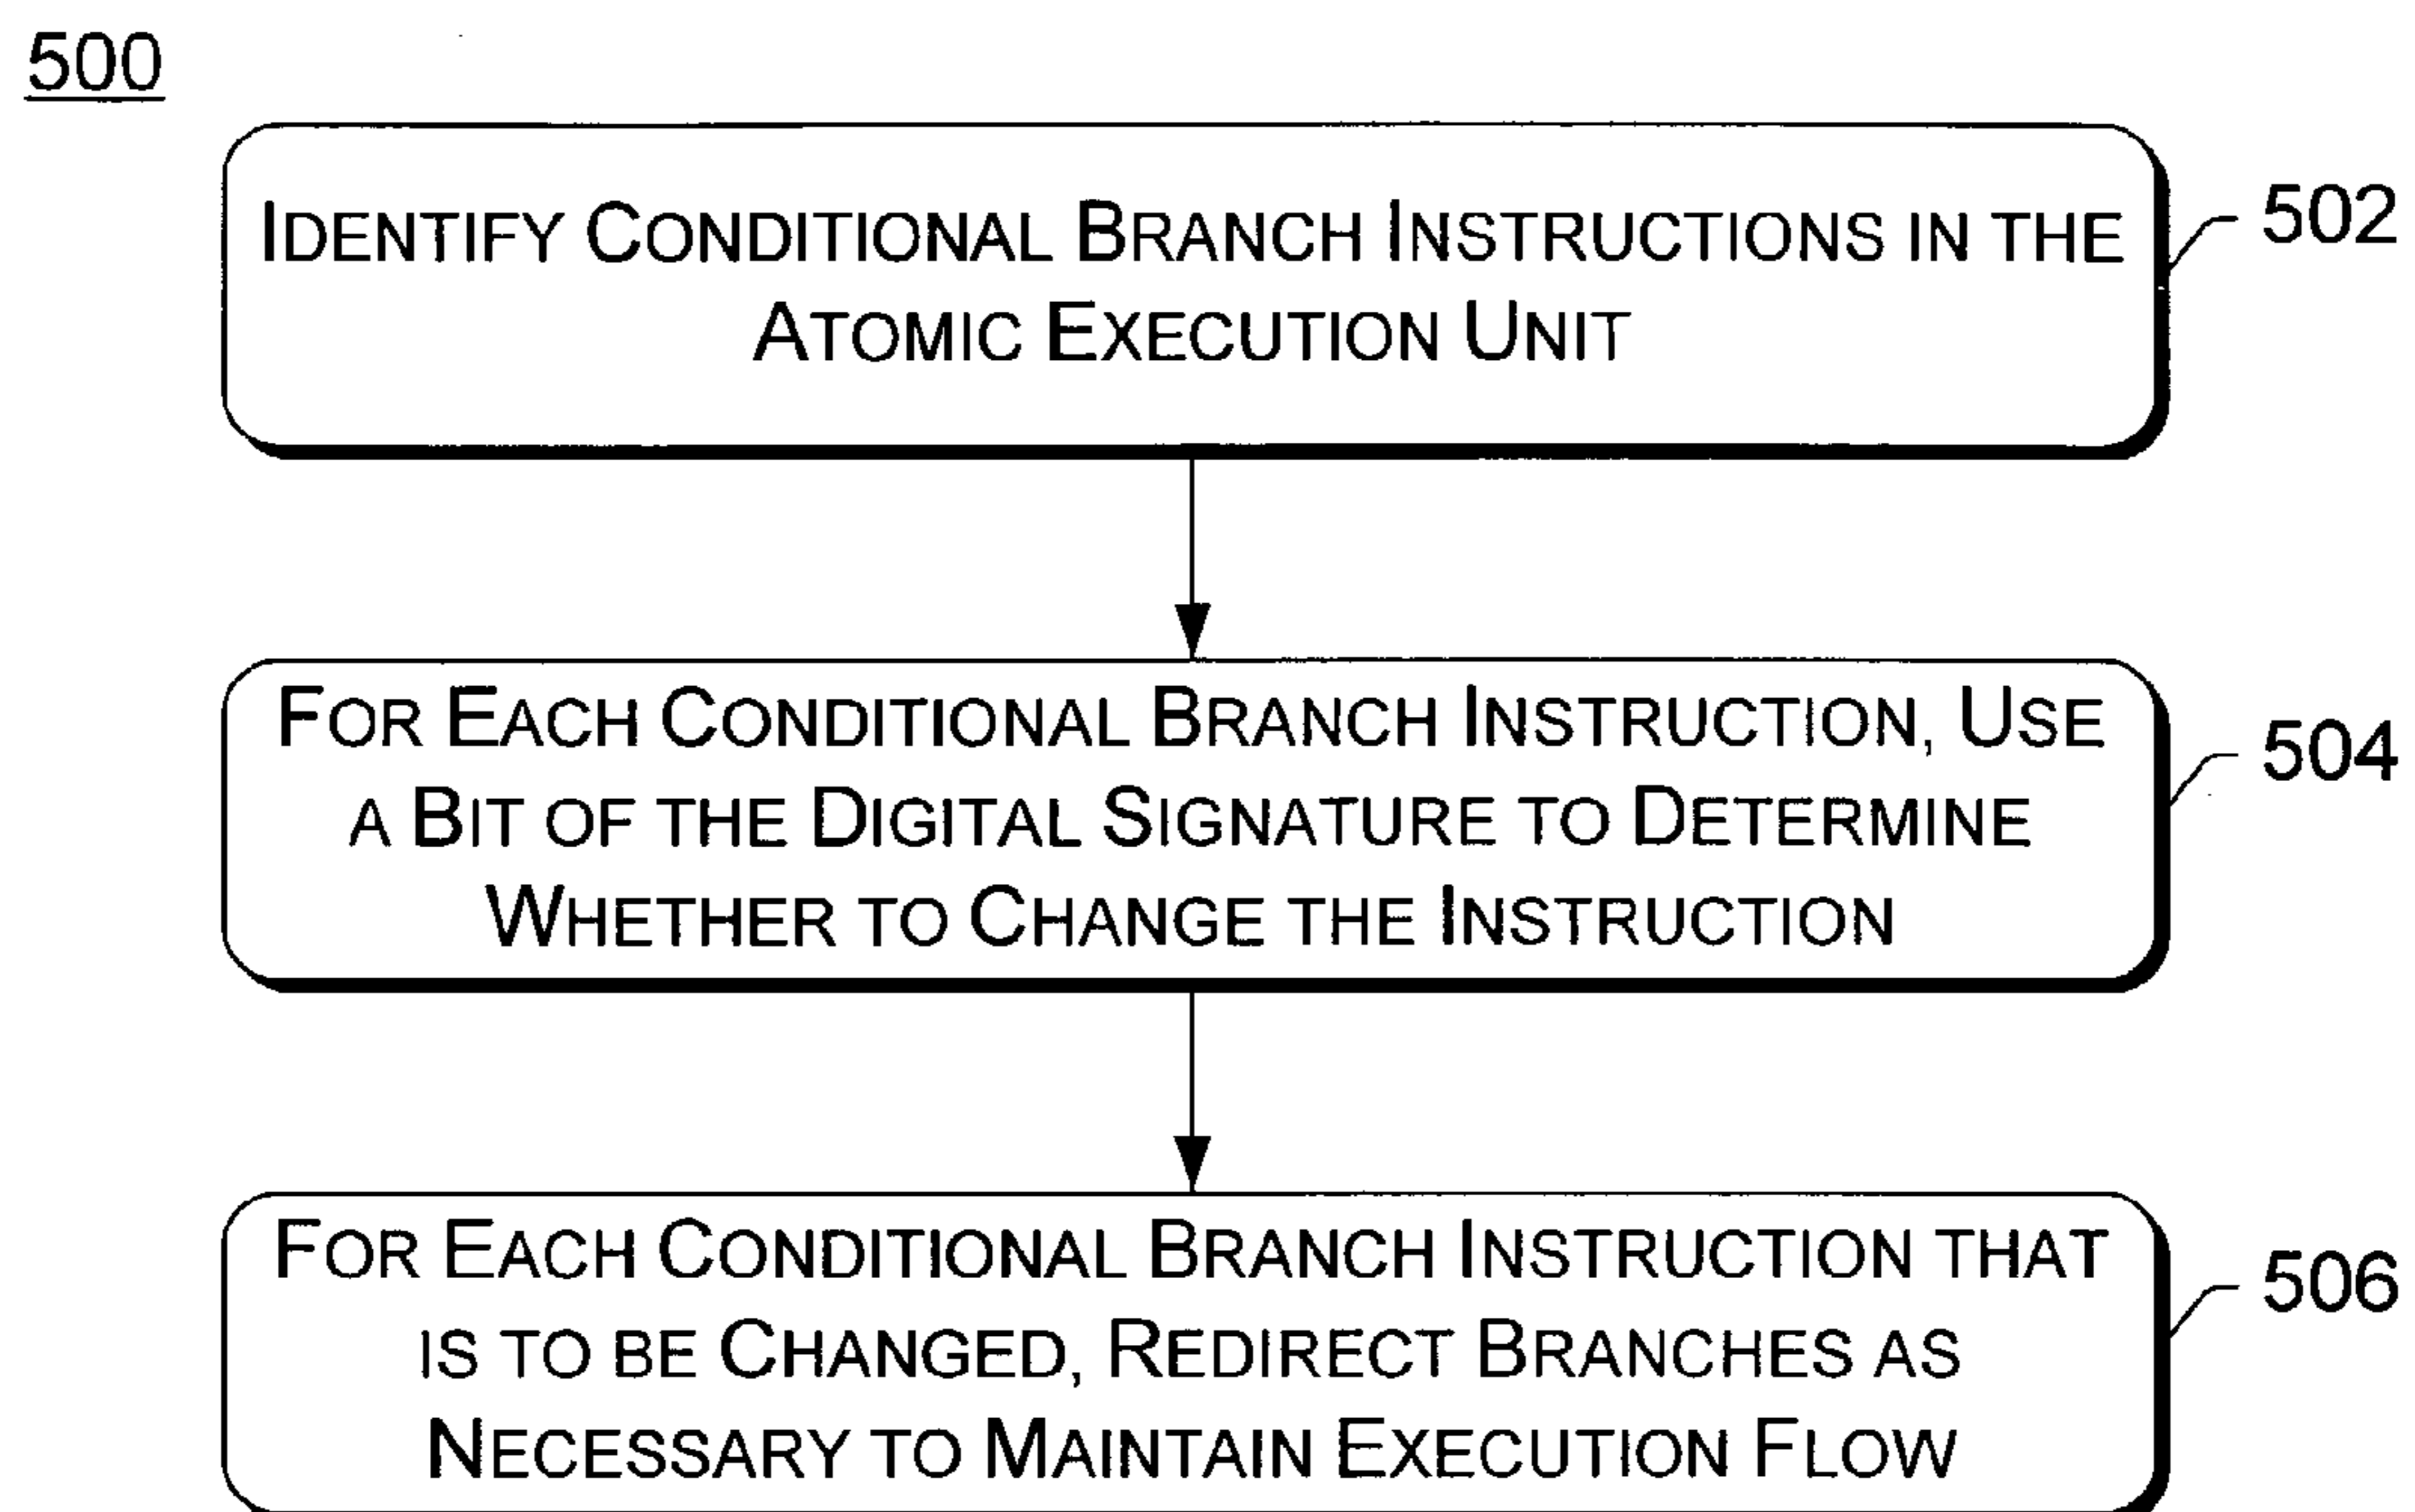 500
IDENTIFY CONDITIONAL BRANCH INSTRUCTIONS IN THE
ATOMIC EXECUTION UNIT
502
FOR EACH CONDITIONAL BRANCH INSTRUCTION, USE
A BIT OF THE DIGITAL SIGNATURE TO DETERMINE
WHETHER TO CHANGE THE INSTRUCTION
504
FOR EACH CONDITIONAL BRANCH INSTRUCTION THAT
IS TO BE CHANGED, REDIRECT BRANCHES AS
NECESSARY TO MAINTAIN EXECUTION FLOW
506